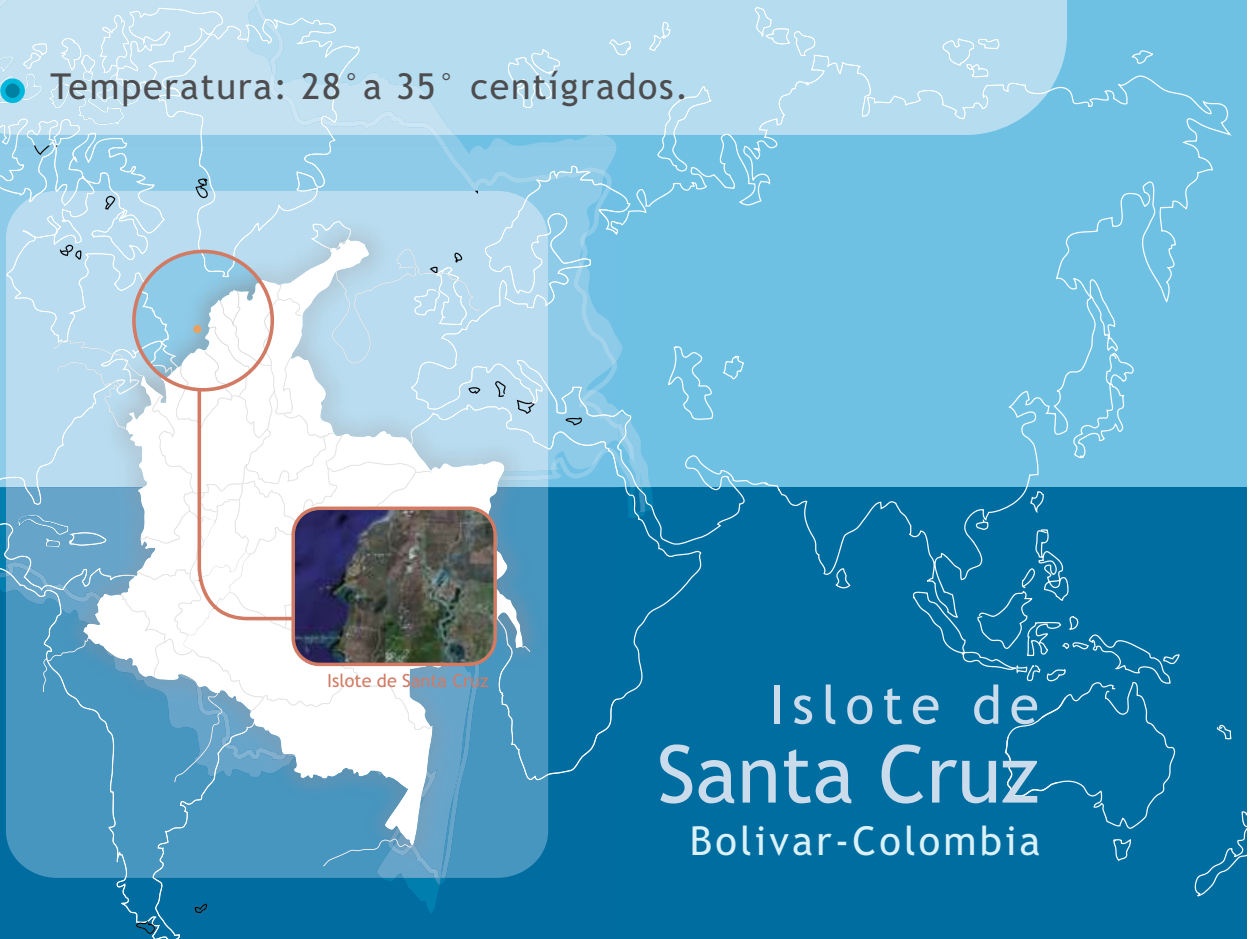 Temperatura: 28° a 35° centígrados.
Islote de Santa Cruz
Islote de
Santa Cruz
Bolivar-Colombia